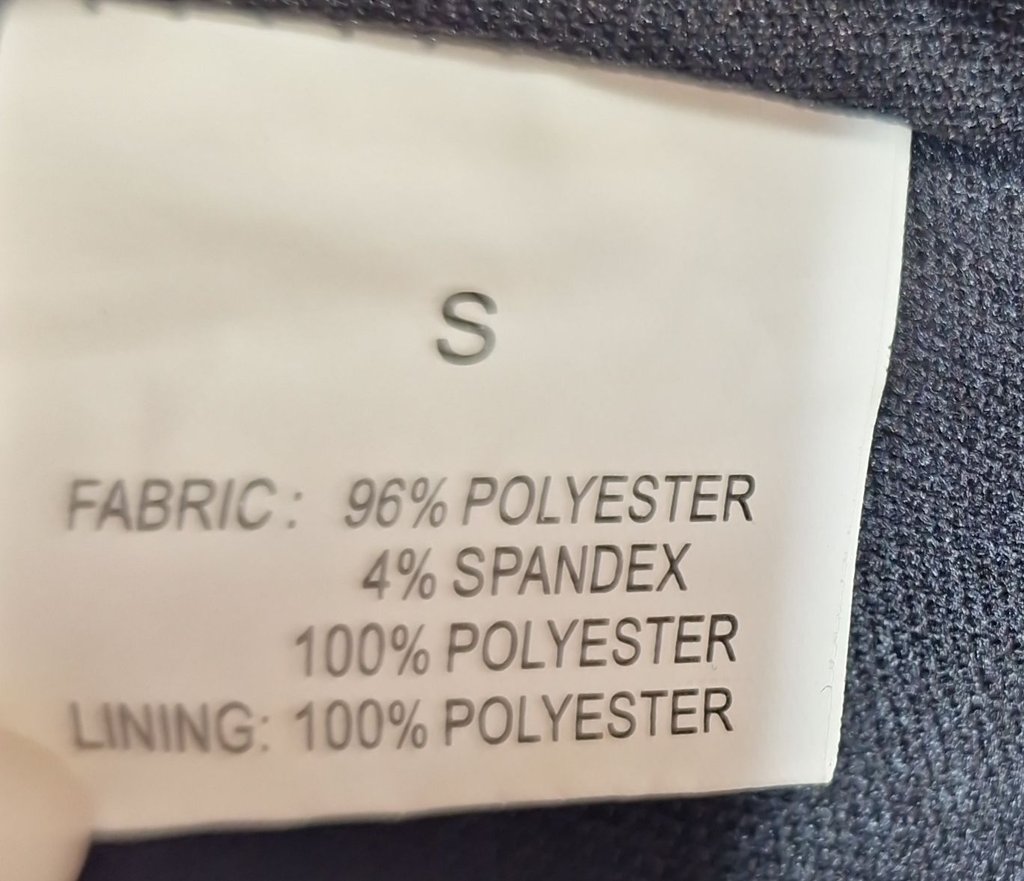 S
FABRIC: 96% POLYESTER
4% SPANDEX
100% POLYESTER
LINING: 100% POLYESTER